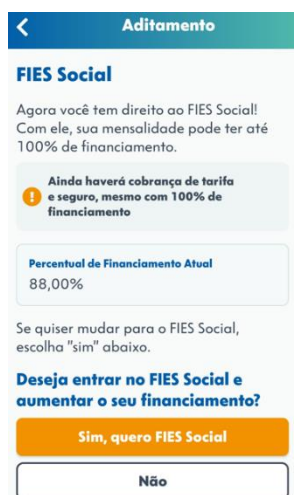 Aditamento
FIES Social
Agora você tem direito ao FIES Social!
Com ele, sua mensalidade pode ter até
100% de financiamento.
Ainda haverá cobrança de tarifa
e seguro, mesmo com 100% de
financiamento
Percentual de Financiamento Atual
88,00%
Se quiser mudar para o FIES Social,
escolha "sim" abaixo.
Deseja entrar no FIES Social e
aumentar o seu financiamento?
Sim, quero FIES Social
Não